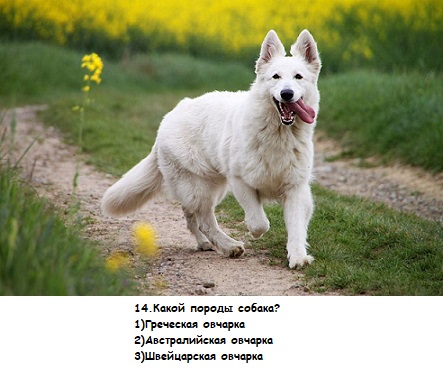 14.Какой породы собака?
1)Греческая овчарка
2)Австралийская овчарка
3)Швейцарская овчарка